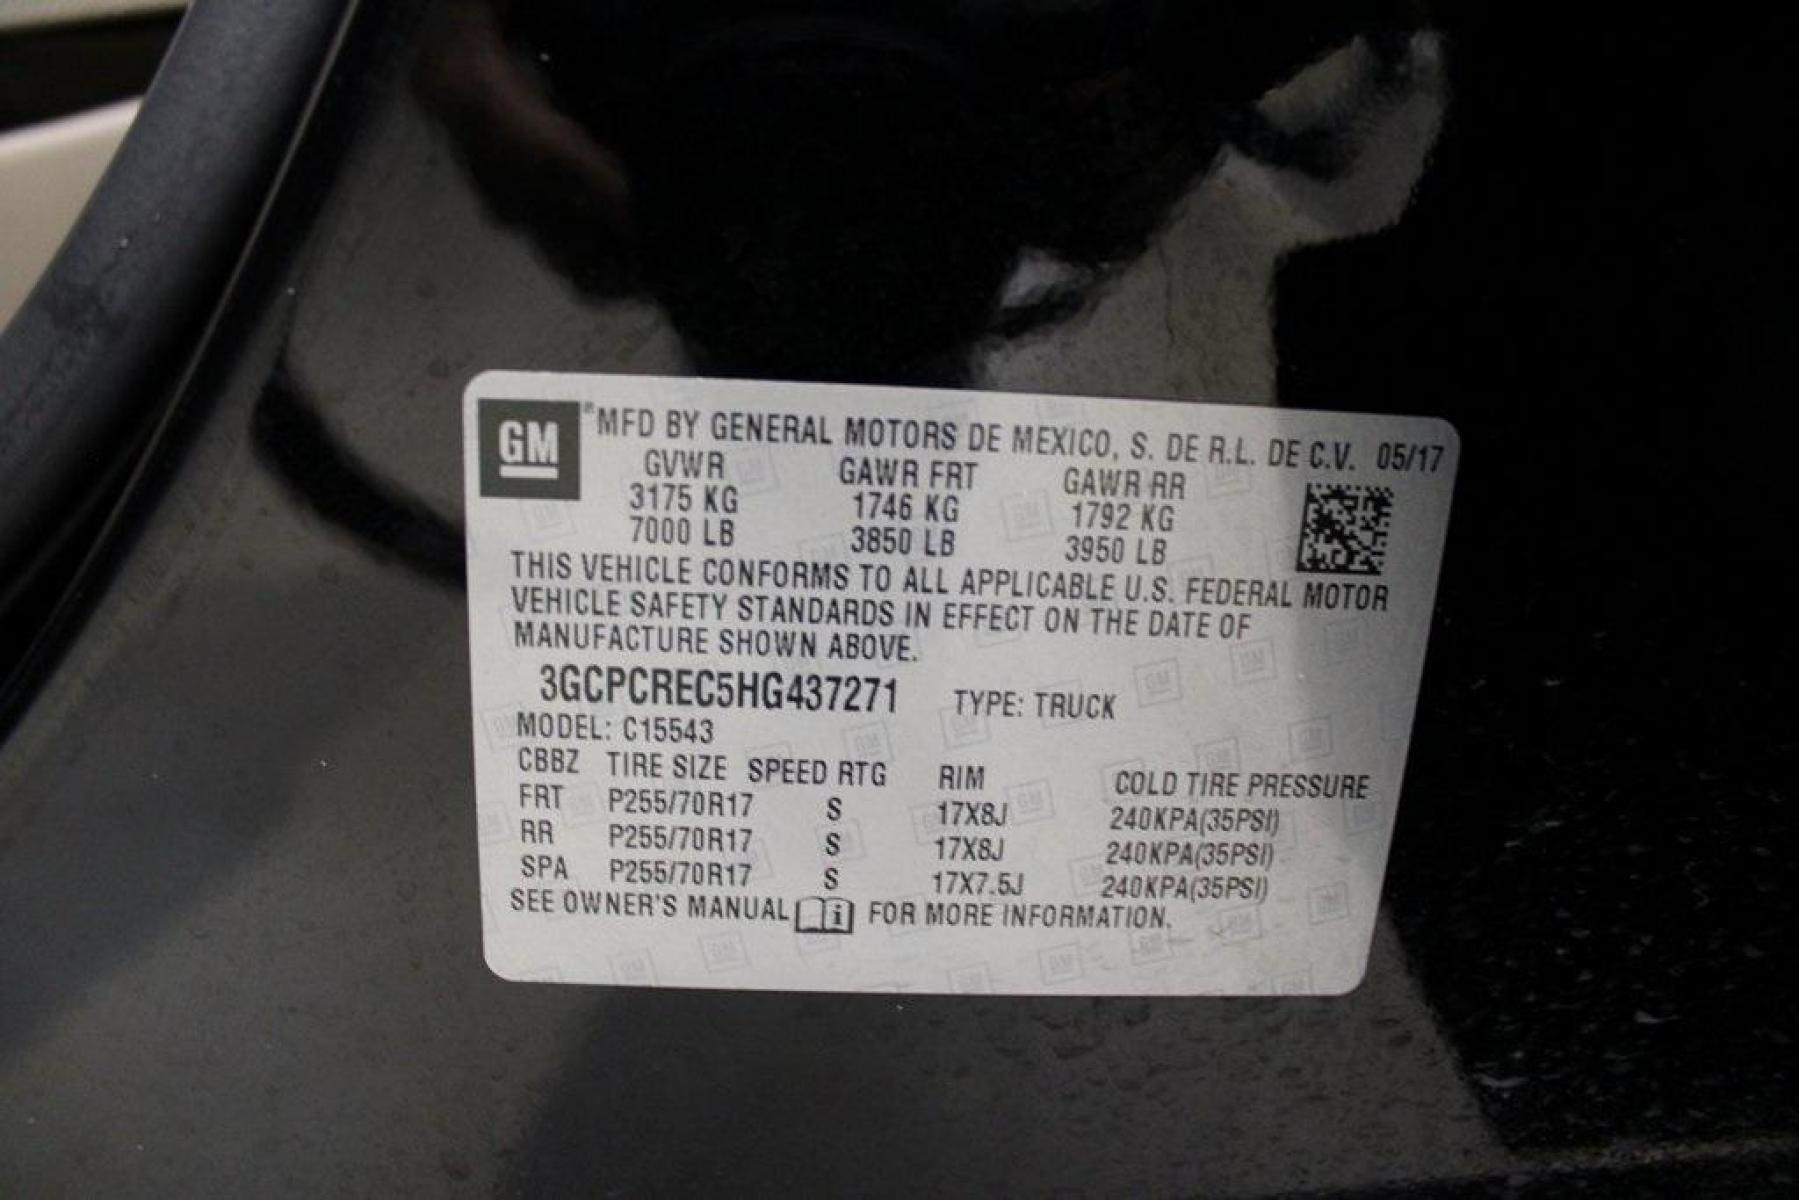 GM ® MFD BY GENERAL MOTORS DE MEXICO, S. DE R.L. DE C.V. 05/17
GVWR GAWR FRT GAWR RR
3175 KG 1746 KG 1792 KG
7000 LB 3850 LB 3950 LB
THIS VEHICLE CONFORMS TO ALL APPLICABLE U.S. FEDERAL MOTOR
VEHICLE SAFETY STANDARDS IN EFFECT ON THE DATE OF
MANUFACTURE SHOWN ABOVE.
3GCPCREC5HG437271 TYPE: TRUCK
MODEL: C15543
CBBZ TIRE SIZE SPEED RTG RIM COLD TIRE PRESSURE
FRT P255/70R17 S 17X8J 240KPA(35PSI)
RR P255/70R17 S 17X8J 240KPA(35PSI)
SPA P255/70R17 S 17X7.5J 240KPA(35PSI)
SEE OWNER'S MANUAL i FOR MORE INFORMATION.